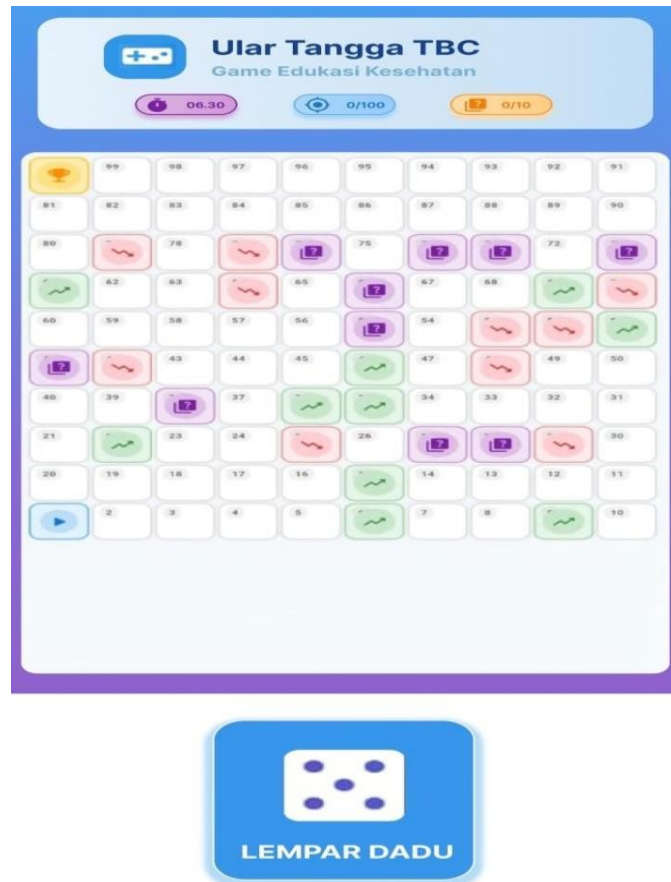 Ular Tangga TBC
Game Edukasi Kesehatan
06.30 0/100 0/10
99 98 97 96 95 94 93 92 91
81 82 83 84 85 86 87 88 89 90
80 ? 78 ? 75 ? ? 72 ?
62 63 65 ? 67 68
60 59 58 57 56 ? 54
? 43 44 45 47 49 50
40 39 ? 37 34 33 32 31
21 23 24 26 ? ? 30
20 19 18 17 16 14 13 12 11
2 3 4 5 7 8 10
LEMPAR DADU